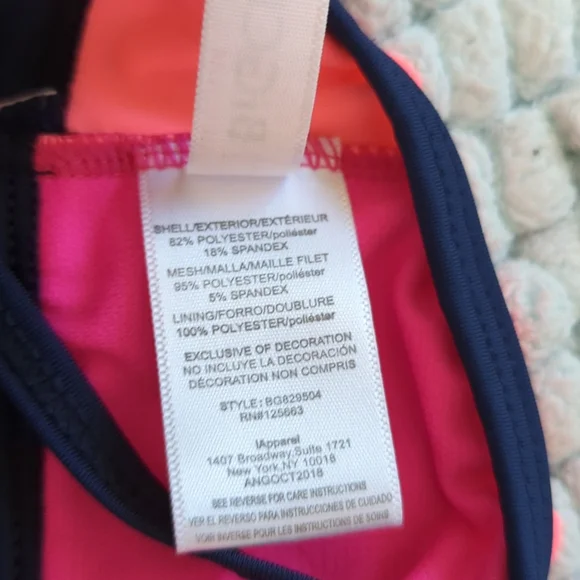 SHELL/EXTERIOR/EXTÉRIEUR
82% POLYESTER/poliéster
18% SPANDEX
MESH/MALLA/MAILLE FILET
95% POLYESTER/poliéster
5% SPANDEX
LINING/FORRO/DOUBLURE
100% POLYESTER/poliéster
EXCLUSIVE OF DECORATION
NO INCLUYE LA DECORACIÓN
DÉCORATION NON COMPRIS
STYLE: BG829504
RN#125663
IApparel
1407 Broadway,Suite 1721
New York,NY 10018
ANGOCT2018
SEE REVERSE FOR CARE INSTRUCTIONS
VER EL REVERSO PARA INSTRUCCIONES DE CUIDADO
VOIR INVERSE POUR LES INSTRUCTIONS DE SOINS